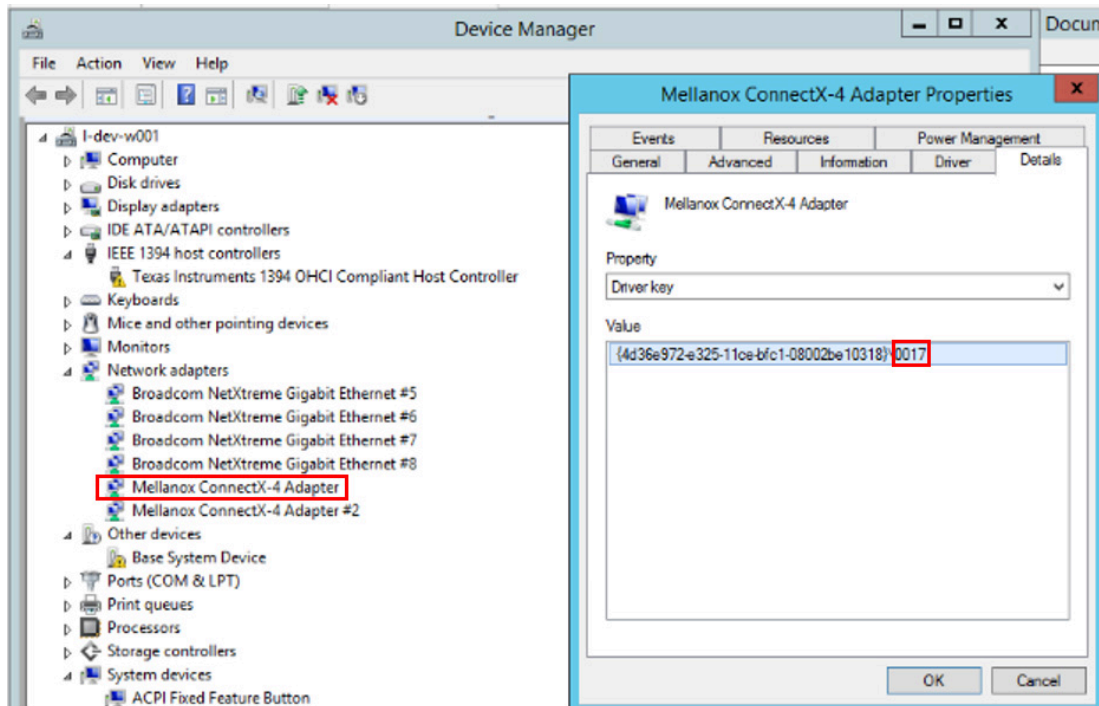 Device Manager
Docum
File Action View Help
l-dev-w001
Computer
Disk drives
Display adapters
IDE ATA/ATAPI controllers
IEEE 1394 host controllers
Texas Instruments 1394 OHCI Compliant Host Controller
Keyboards
Mice and other pointing devices
Monitors
Network adapters
Broadcom NetXtreme Gigabit Ethernet #5
Broadcom NetXtreme Gigabit Ethernet #6
Broadcom NetXtreme Gigabit Ethernet #7
Broadcom NetXtreme Gigabit Ethernet #8
Mellanox ConnectX-4 Adapter
Mellanox ConnectX-4 Adapter #2
Other devices
Base System Device
Ports (COM & LPT)
Print queues
Processors
Storage controllers
System devices
ACPI Fixed Feature Button
Mellanox ConnectX-4 Adapter Properties
x
Events Resources Power Management
General Advanced Information Driver Details
Mellanox ConnectX-4 Adapter
Property
Driver key
Value
{4d36e972-e325-11ce-bfc1-08002be10318}\0017
OK Cancel